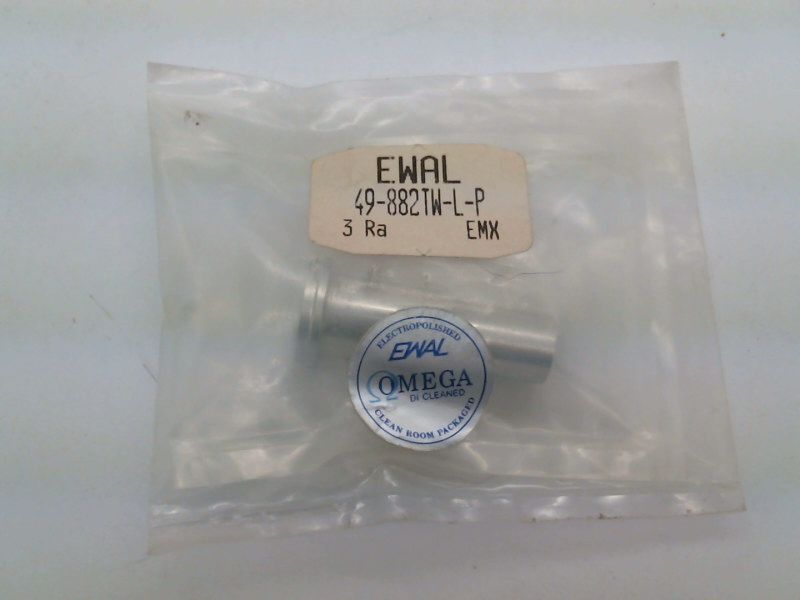 EWAL
49-882TW-L-P
3 Ra EMX
ELECTROPOLISHED
EWAL
Ω
OMEGA
DI CLEANED
CLEAN ROOM PACKAGED